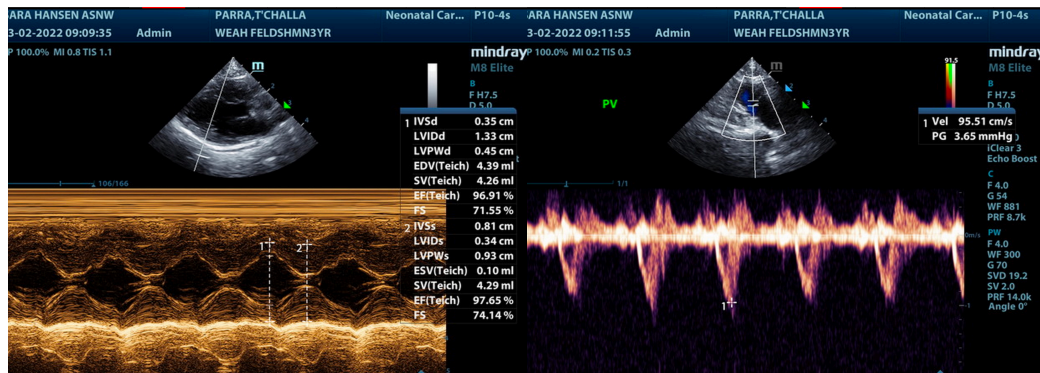 ARA HANSEN ASNW PARRA,T'CHALLA Neonatal Car... P10-4s
3-02-2022 09:09:35 Admin WEAH FELDSHMN3YR
P 100.0% MI 0.8 TIS 1.1 mindray
M8 Elite
m
B
F H7.5
D 5.0
2
4
1 IVSd 0.35 cm
LVIDd 1.33 cm
LVPWd 0.45 cm
EDV(Teich) 4.39 ml
SV(Teich) 4.26 ml
EF(Teich) 96.91 %
FS 71.55 %
2 IVSs 0.81 cm
LVIDs 0.34 cm
LVPWs 0.93 cm
ESV(Teich) 0.10 ml
SV(Teich) 4.29 ml
EF(Teich) 97.65 %
FS 74.14 %
106/166
1
2
ARA HANSEN ASNW PARRA,T'CHALLA Neonatal Car... P10-4s
3-02-2022 09:11:55 Admin WEAH FELDSHMN3YR
P 100.0% MI 0.2 TIS 0.3 mindray
M8 Elite
m
91.5
PV
B
F H7.5
D 5.0
2
4
1 Vel 95.51 cm/s
PG 3.65 mmHg
iClear 3
Echo Boost
C
F 4.0
G 54
WF 881
PRF 8.7k
1/1
PW
F 4.0
WF 300
G 70
SVD 19.2
SV 2.0
PRF 14.0k
Angle 0°
0m/s
-1
1